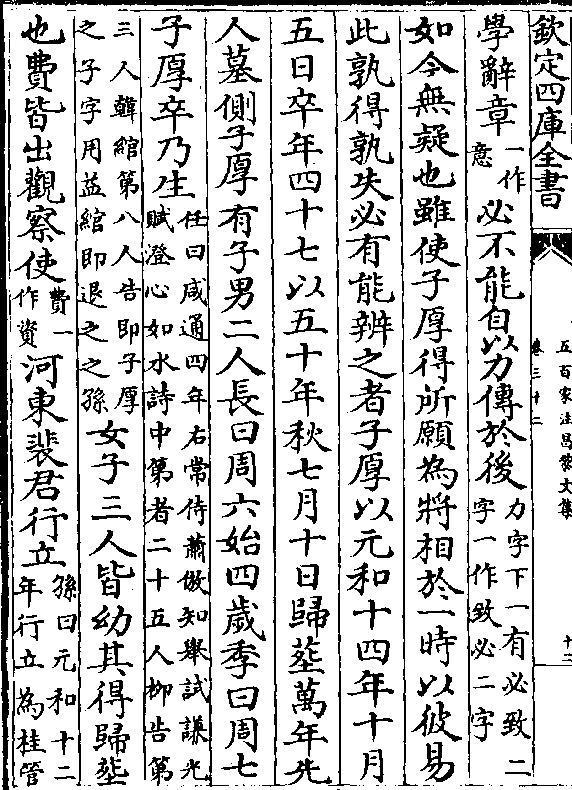 欽定四庫全書
五百家注昌黎文集
卷三十二
十二
學辭章一作意必不能自以力傳於後力字下一有必致二字一作致必二字
如今無疑也雖使子厚得所願為將相於一時以彼易
此孰得孰失必有能辨之者子厚以元和十四年十月
五日卒年四十七以五十年秋七月十日歸塟萬年先
人墓側子厚有子男二人長曰周六始四歲季曰周七
子厚卒乃生任曰咸通四年右常侍蕭倣知舉試謙光賦澄心如水詩中第者二十五人柳告第
三人韓綰第八人告即子厚之子字用益綰即退之之孫女子三人皆幼其得歸塟
也費皆出觀察使費一作資河東裴君行立孫曰元和十二年行立為桂管